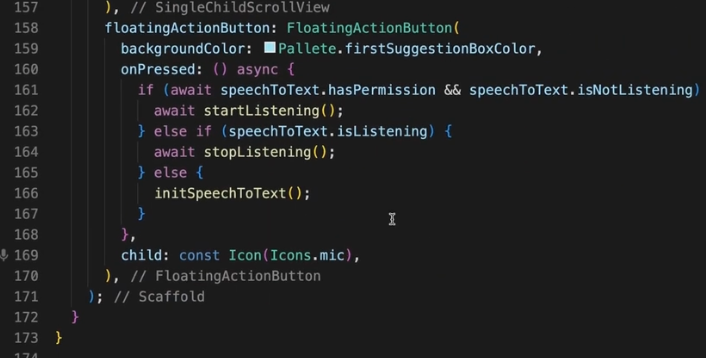 157 ), // SingleChildScrollView
158 floatingActionButton: FloatingActionButton(
159 backgroundColor: Pallete.firstSuggestionBoxColor,
160 onPressed: () async {
161 if (await speechToText.hasPermission && speechToText.isNotListening)
162 await startListening();
163 } else if (speechToText.isListening) {
164 await stopListening();
165 } else {
166 initSpeechToText();
167 }
168 },
169 child: const Icon(Icons.mic),
170 ), // FloatingActionButton
171 ); // Scaffold
172 }
173 }
174